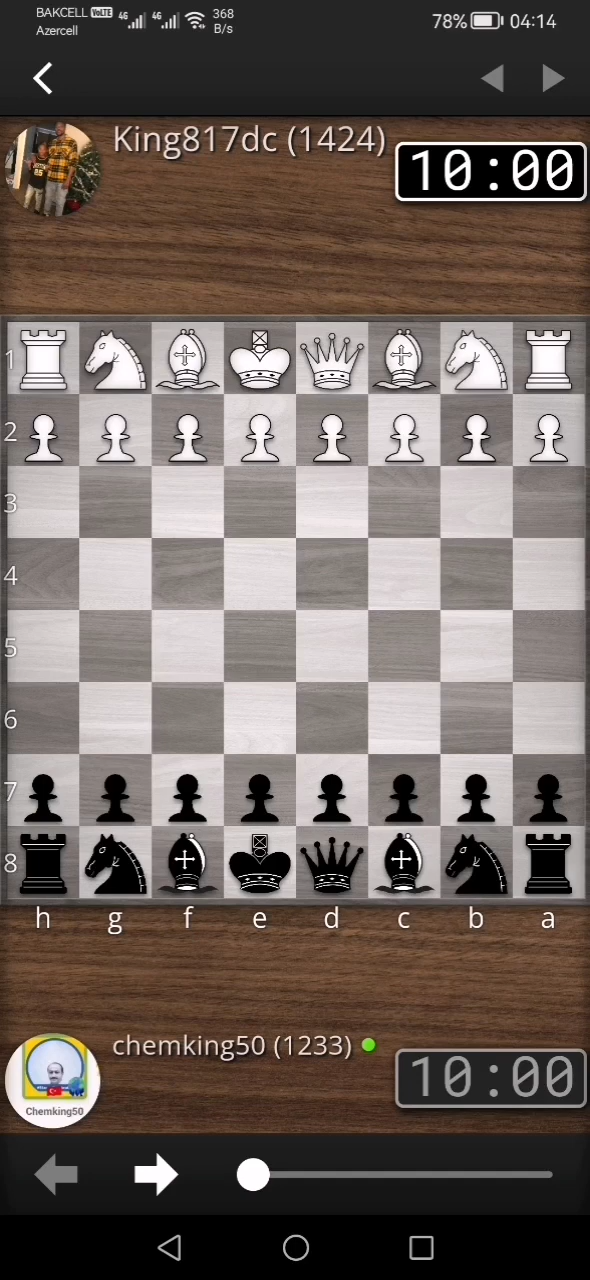 BAKCELL VoLTE 4G 4G 368 B/s 78% 04:14
Azercell
King817dc (1424)
10:00
1
2
3
4
5
6
7
8
h g f e d c b a
chemking50 (1233)
10:00
Chemking50